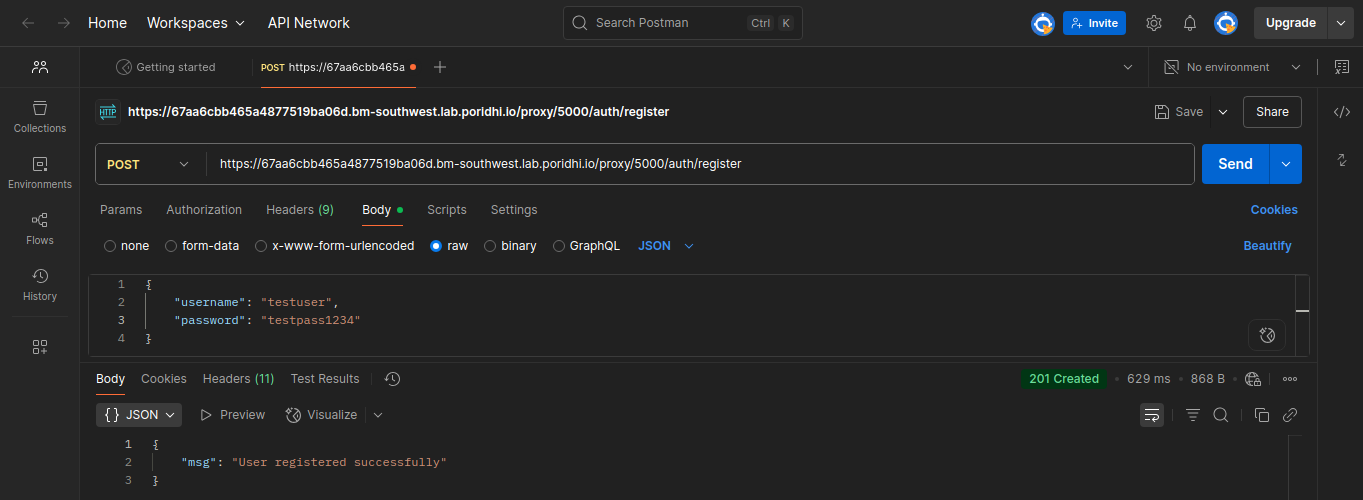 Home Workspaces API Network Search Postman Ctrl K Invite Upgrade
Getting started POST https://67aa6cbb465a No environment
HTTP https://67aa6cbb465a4877519ba06d.bm-southwest.lab.poridhi.io/proxy/5000/auth/register Save Share
Collections
Environments
Flows
History
POST https://67aa6cbb465a4877519ba06d.bm-southwest.lab.poridhi.io/proxy/5000/auth/register Send
Params Authorization Headers (9) Body Scripts Settings Cookies
none form-data x-www-form-urlencoded raw binary GraphQL JSON Beautify
1 {
2 "username": "testuser",
3 "password": "testpass1234"
4 }
Body Cookies Headers (11) Test Results 201 Created 629 ms 868 B
{} JSON Preview Visualize
1 {
2 "msg": "User registered successfully"
3 }